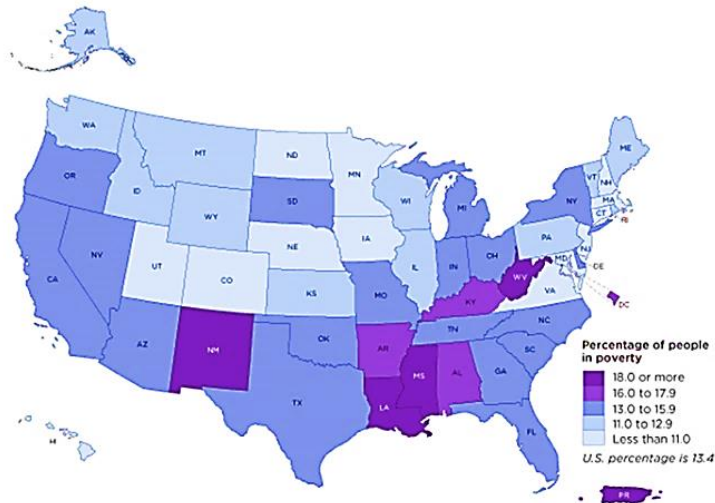 AK
WA
MT
ND
MN
ME
VT
NH
OR
ID
WY
SD
WI
MI
NY
MA
CT
RI
NV
UT
CO
NE
IA
IL
IN
OH
PA
NJ
MD
DE
CA
KS
MO
WV
VA
DC
KY
AZ
NM
OK
AR
TN
NC
SC
TX
LA
MS
AL
GA
FL
HI
Percentage of people
in poverty
18.0 or more
16.0 to 17.9
13.0 to 15.9
11.0 to 12.9
Less than 11.0
U.S. percentage is 13.4
PR